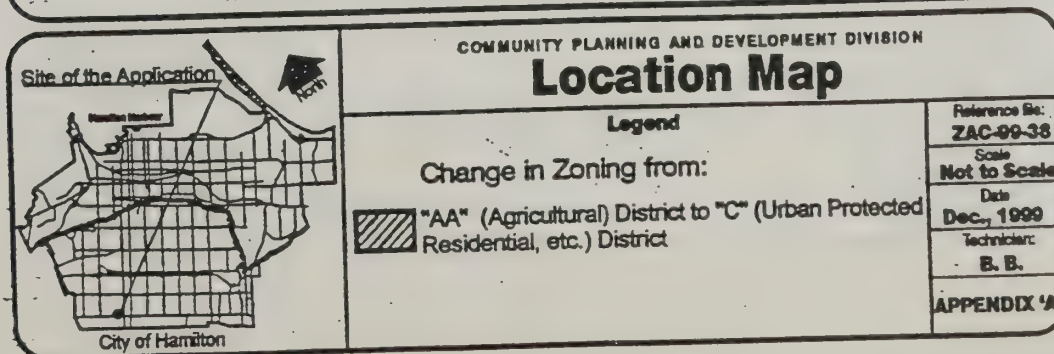 Site of the Application
North
Hamilton Harbour
City of Hamilton
COMMUNITY PLANNING AND DEVELOPMENT DIVISION
Location Map
Legend
Change in Zoning from:
"AA" (Agricultural) District to "C" (Urban Protected
Residential, etc.) District
Reference file:
ZAC-99-38
Scale
Not to Scale
Date
Dec., 1999
Technician:
B. B.
APPENDIX 'A